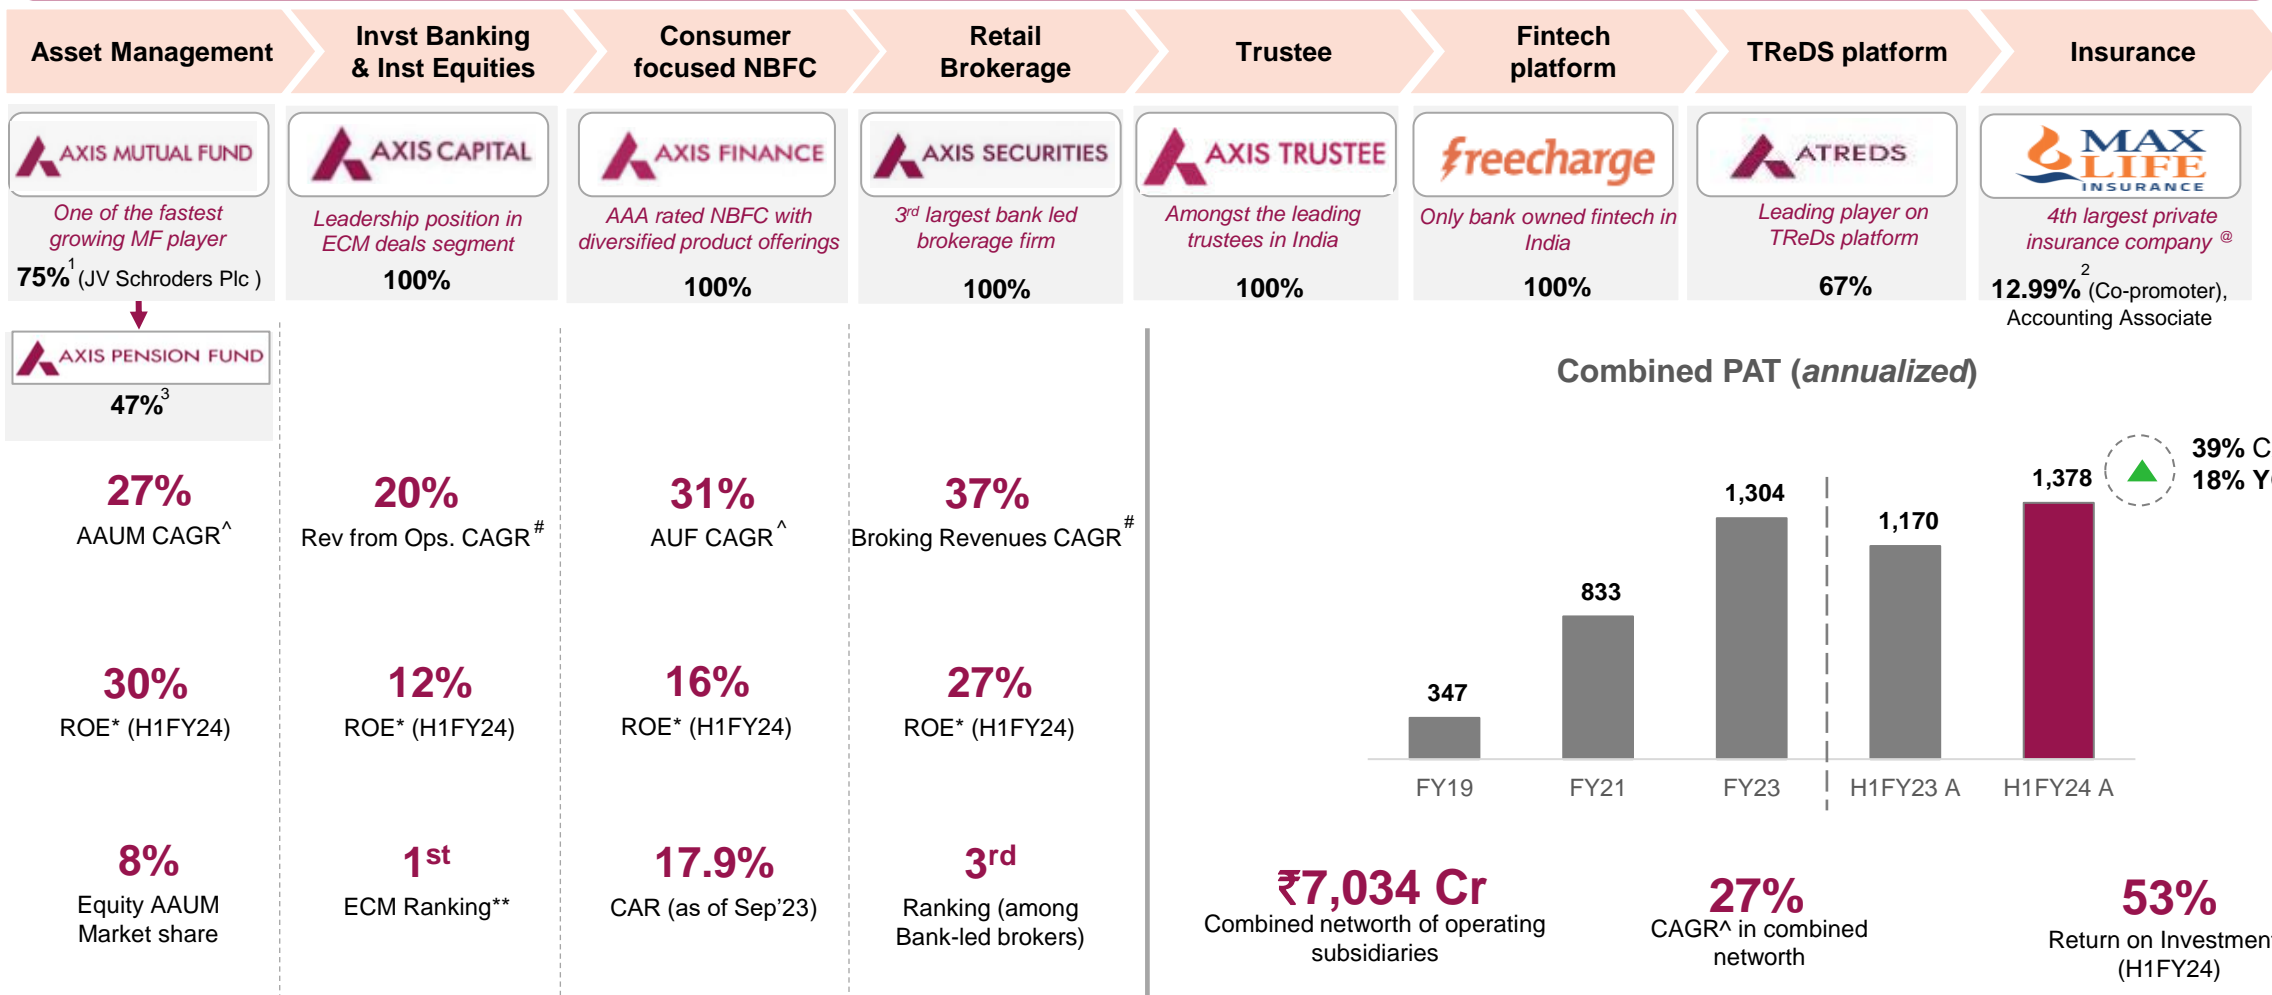 Asset Management
Invst Banking
& Inst Equities
Consumer
focused NBFC
Retail
Brokerage
Trustee
Fintech
platform
TReDS platform
Insurance
AXIS MUTUAL FUND
AXIS CAPITAL
AXIS FINANCE
AXIS SECURITIES
AXIS TRUSTEE
freecharge
ATREDS
MAX
LIFE
INSURANCE
One of the fastest
growing MF player
75%1 (JV Schroders Plc )
Leadership position in
ECM deals segment
100%
AAA rated NBFC with
diversified product offerings
100%
3rd largest bank led
brokerage firm
100%
Amongst the leading
trustees in India
100%
Only bank owned fintech in
India
100%
Leading player on
TReDs platform
67%
4th largest private
insurance company @
12.99%2 (Co-promoter),
Accounting Associate
AXIS PENSION FUND
47%3
27%
AAUM CAGR^
20%
Rev from Ops. CAGR#
31%
AUF CAGR^
37%
Broking Revenues CAGR#
30%
ROE* (H1FY24)
12%
ROE* (H1FY24)
16%
ROE* (H1FY24)
27%
ROE* (H1FY24)
8%
Equity AAUM
Market share
1st
ECM Ranking**
17.9%
CAR (as of Sep'23)
3rd
Ranking (among
Bank-led brokers)
Combined PAT (annualized)
39% C
18% Y
347
833
1,304
1,170
1,378
FY19
FY21
FY23
H1FY23 A
H1FY24 A
₹7,034 Cr
Combined networth of operating
subsidiaries
27%
CAGR^ in combined
networth
53%
Return on Investment
(H1FY24)